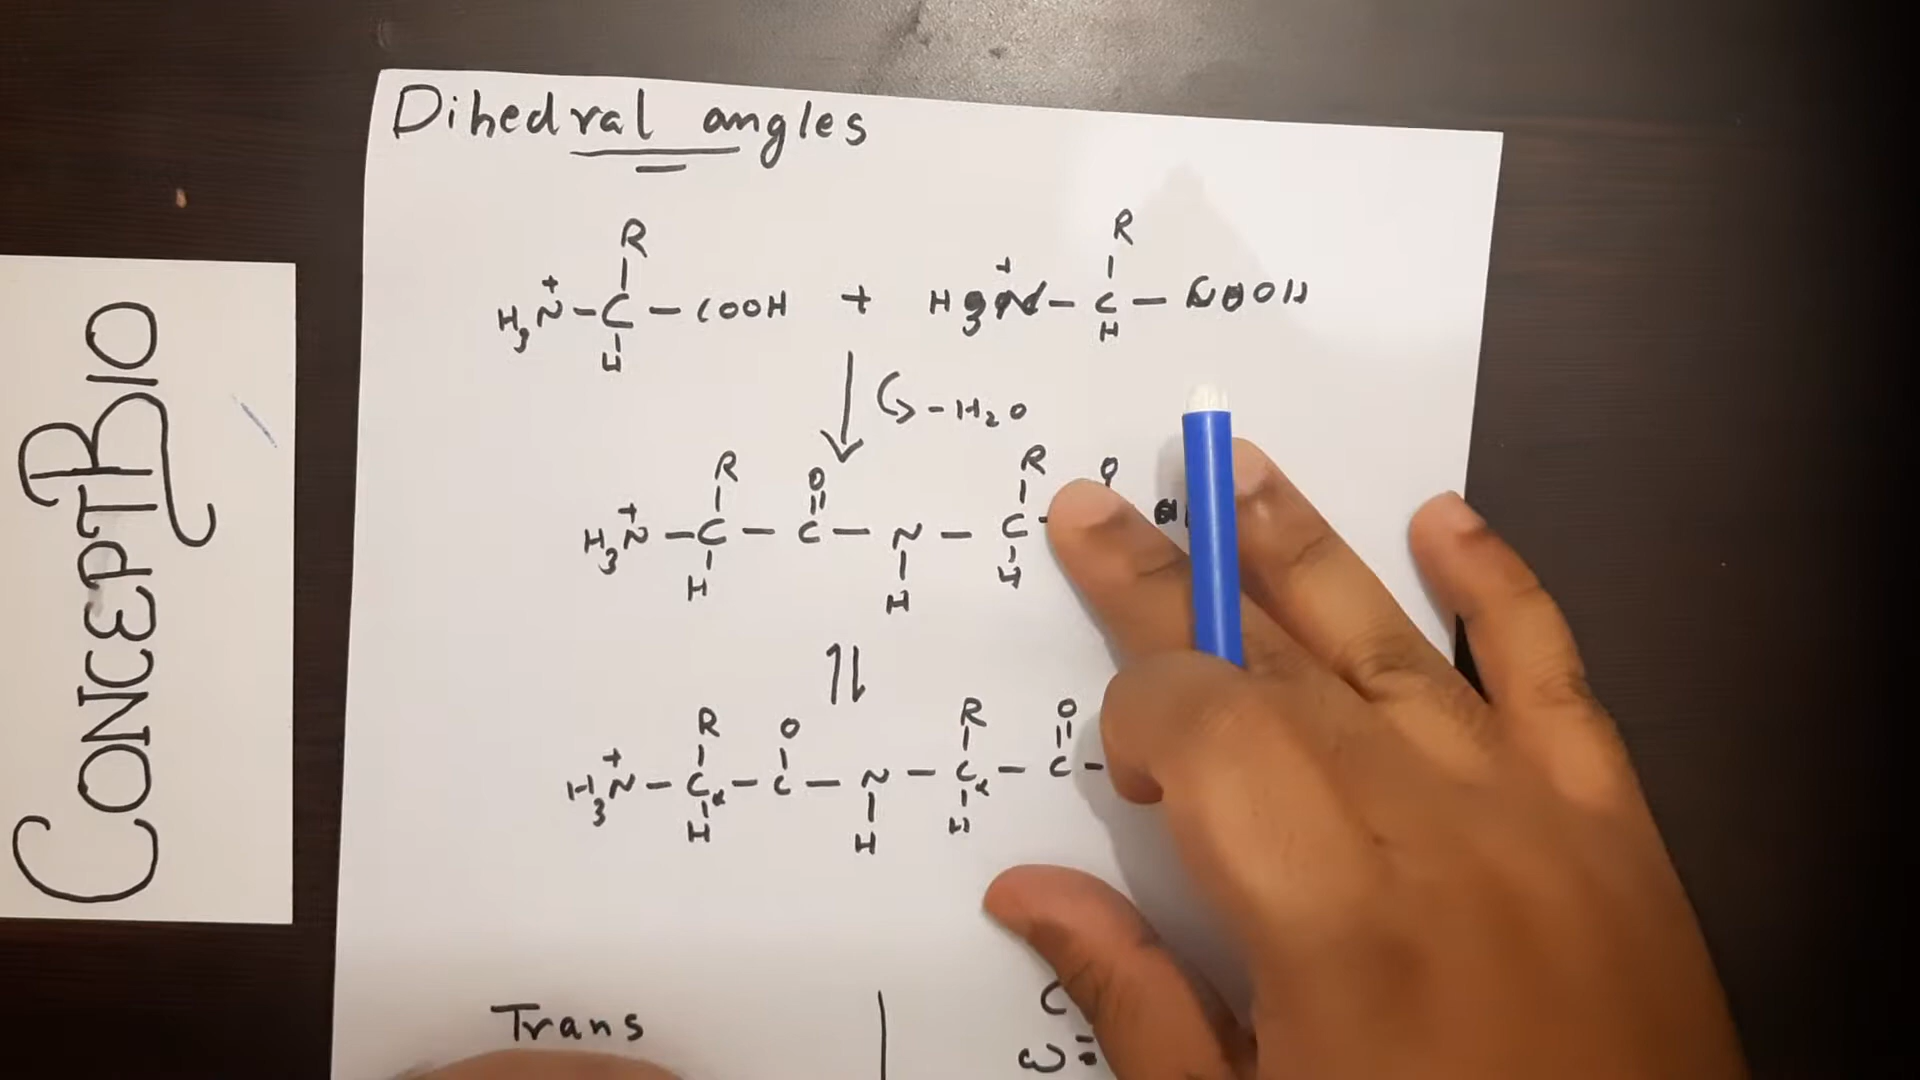 Dihedral angles
R R
H₃N⁺ - C - COOH + H₃N⁺ - C - COOH
H H
- H₂O
R O R O
H₃N⁺ - C - C - N - C
H H H
R O R O
H₃N⁺ - Cα - C - N - Cα - C -
H H H
Trans
ω =
CONCEPTBIO